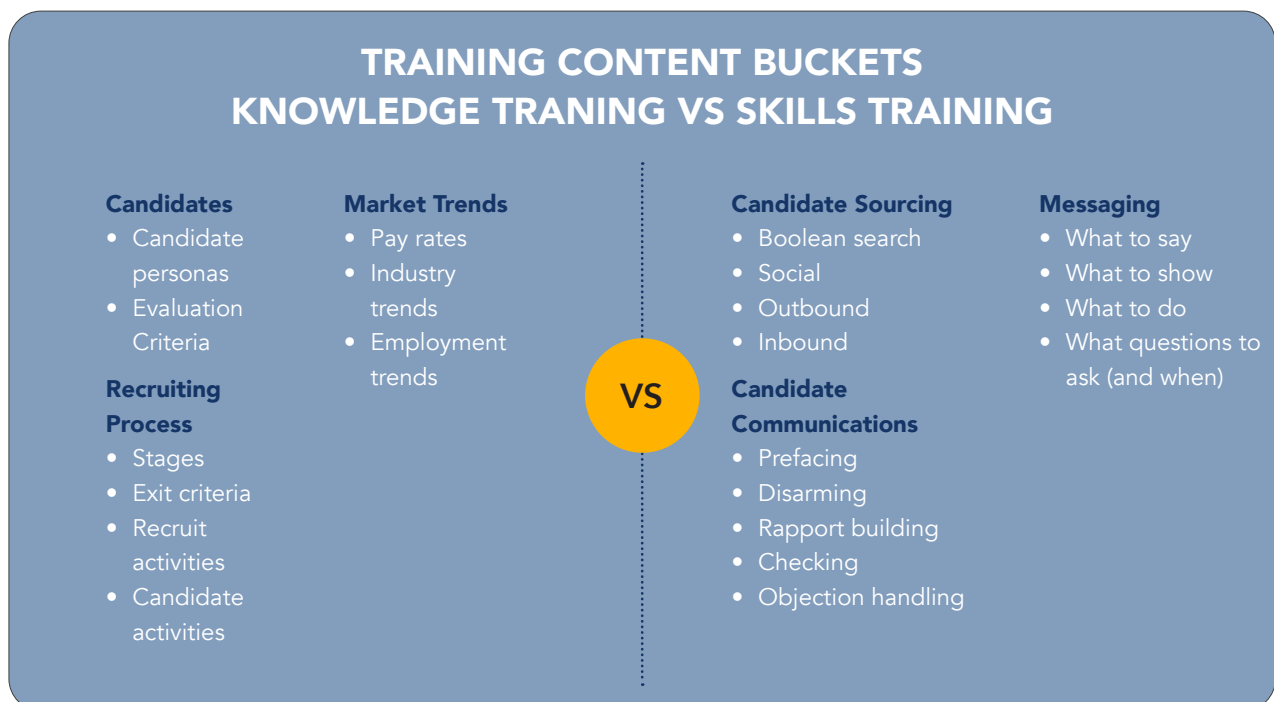 TRAINING CONTENT BUCKETS
KNOWLEDGE TRANING VS SKILLS TRAINING
Candidates
• Candidate
personas
• Evaluation
Criteria
Recruiting
Process
• Stages
• Exit criteria
• Recruit
activities
• Candidate
activities
Market Trends
• Pay rates
• Industry
trends
• Employment
trends
VS
Candidate Sourcing
• Boolean search
• Social
• Outbound
• Inbound
Candidate
Communications
• Prefacing
• Disarming
• Rapport building
• Checking
• Objection handling
Messaging
• What to say
• What to show
• What to do
• What questions to
ask (and when)